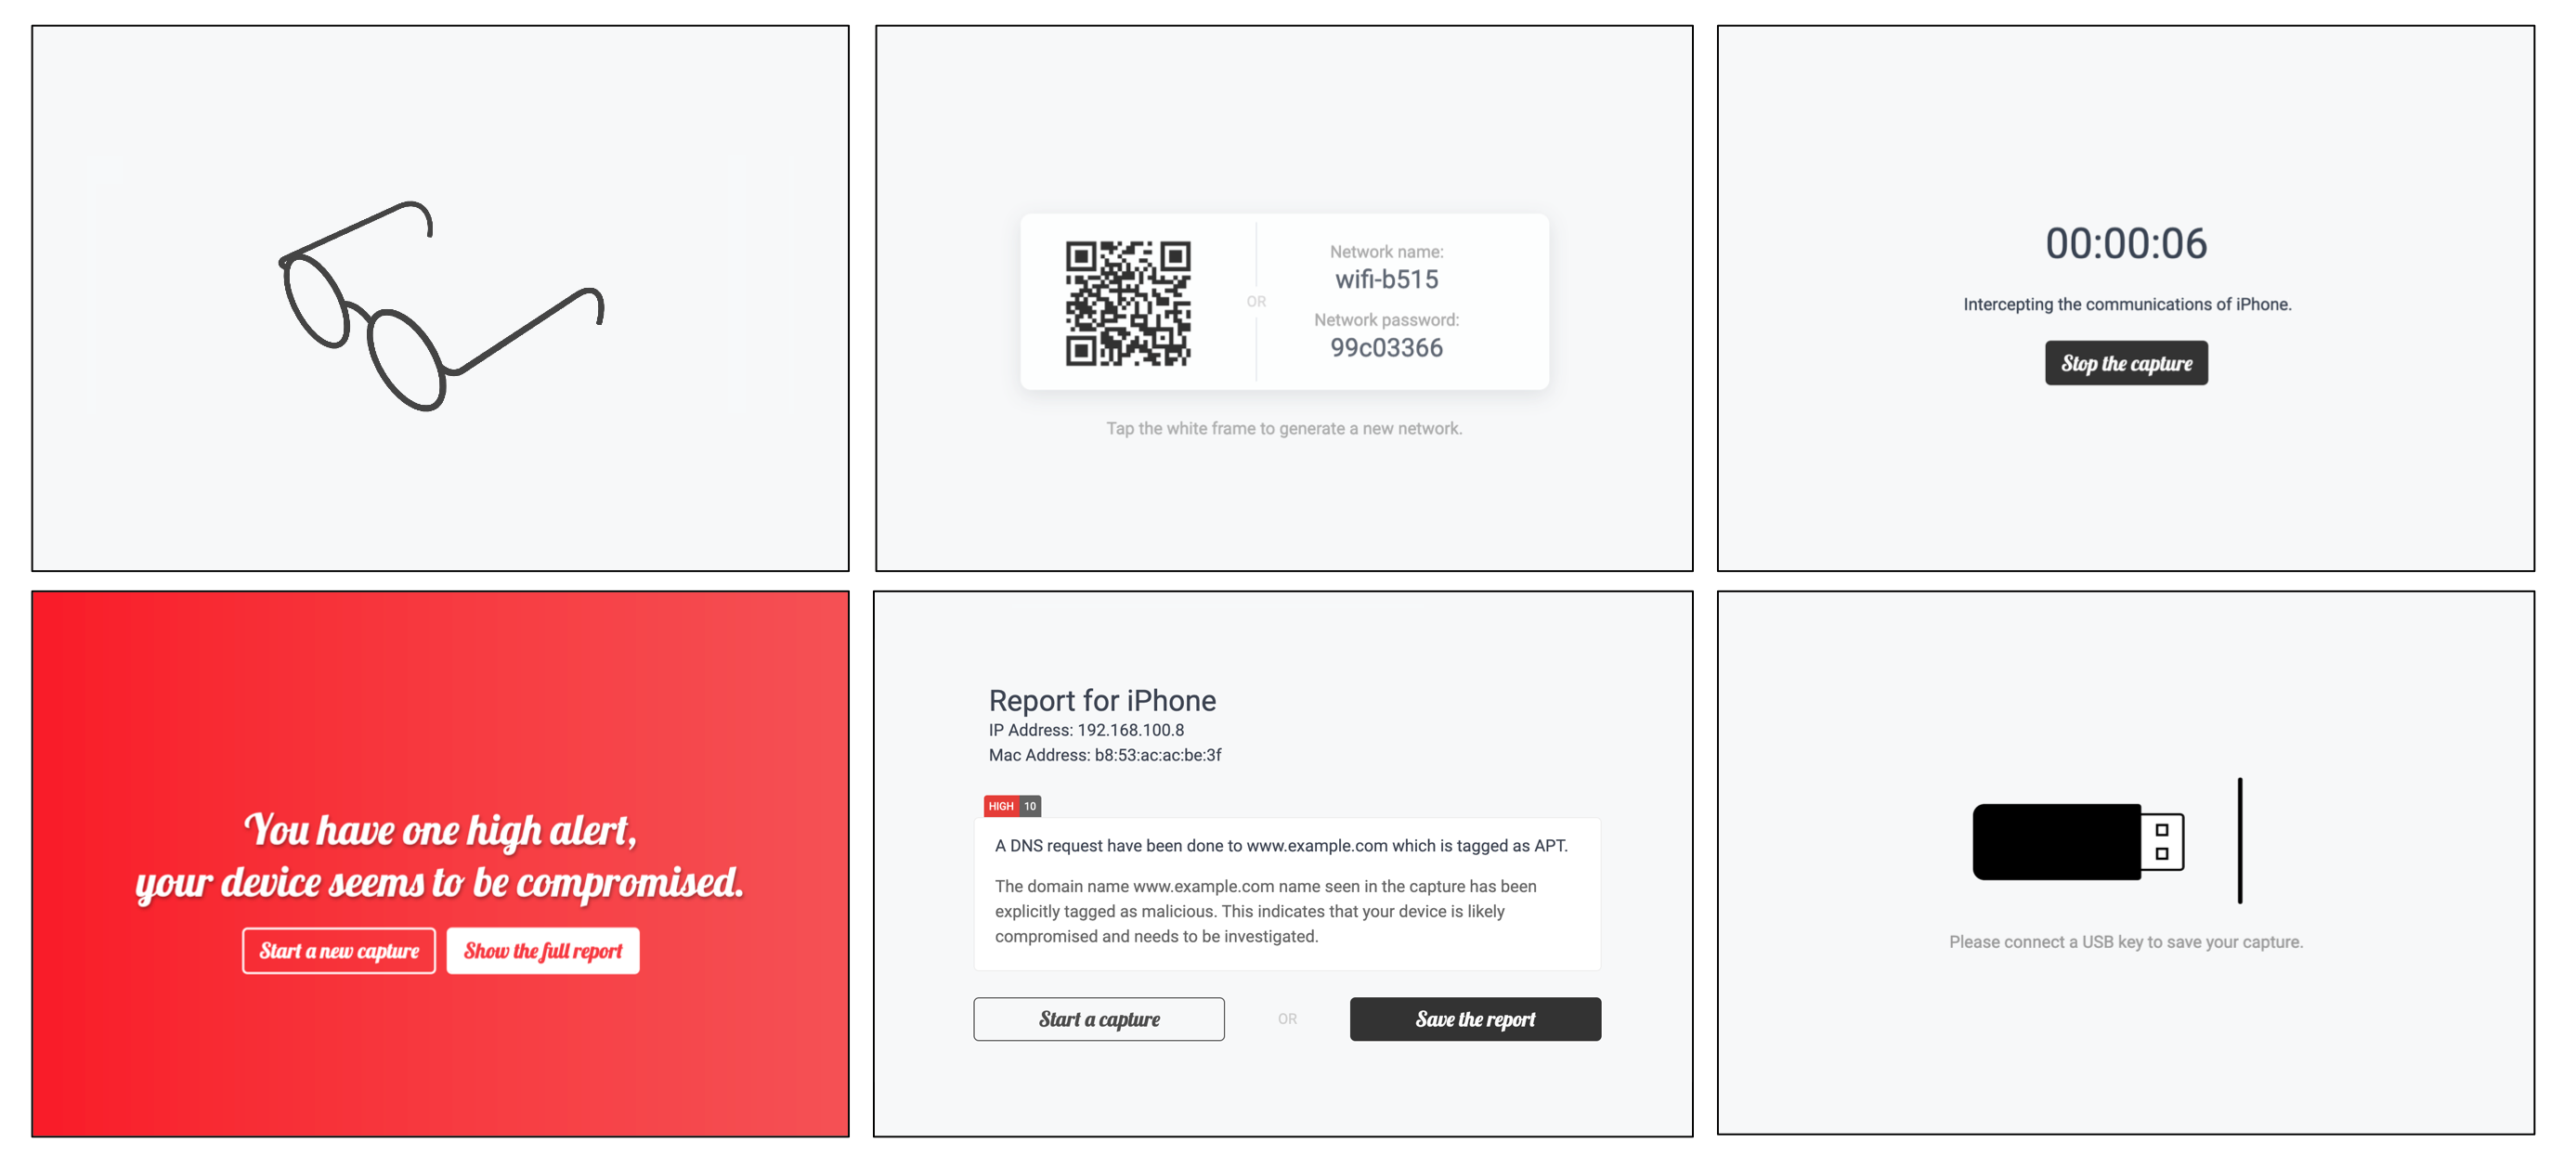 Network name:
wifi-b515
OR
Network password:
99c03366
Tap the white frame to generate a new network.
00:00:06
Intercepting the communications of iPhone.
Stop the capture
You have one high alert,
your device seems to be compromised.
Start a new capture
Show the full report
Report for iPhone
IP Address: 192.168.100.8
Mac Address: b8:53:ac:ac:be:3f
HIGH 10
A DNS request have been done to www.example.com which is tagged as APT.
The domain name www.example.com name seen in the capture has been
explicitly tagged as malicious. This indicates that your device is likely
compromised and needs to be investigated.
Start a capture
OR
Save the report
Please connect a USB key to save your capture.